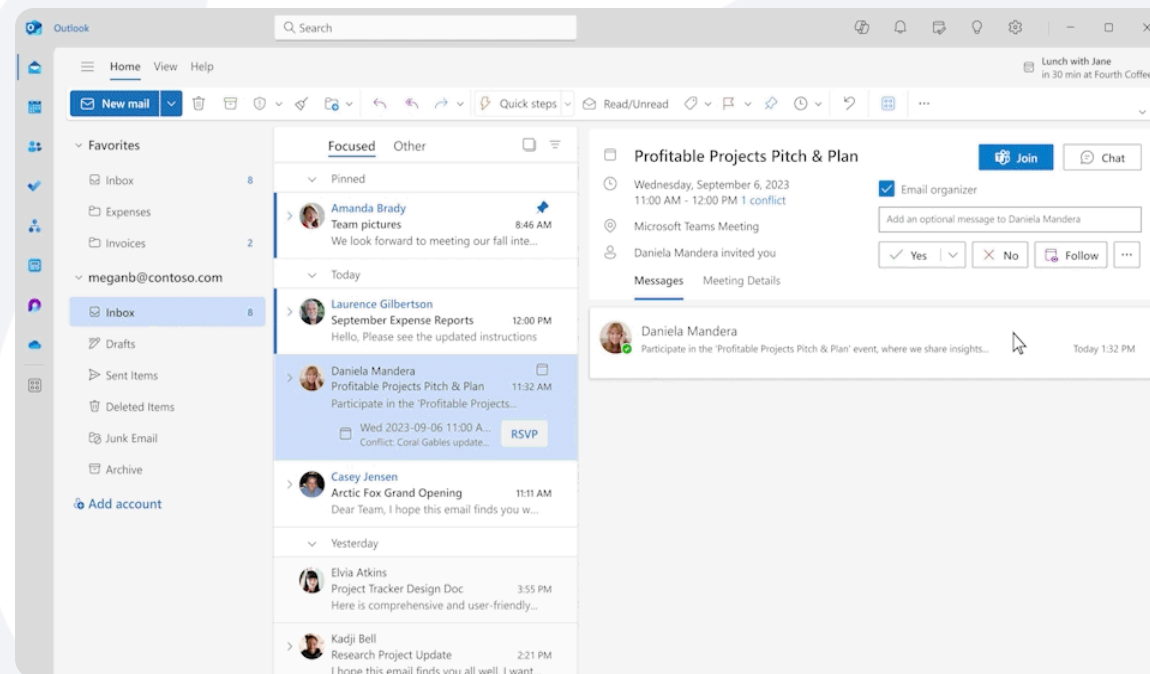 Outlook
Search
Lunch with Jane
in 30 min at Fourth Coffee
Home View Help
New mail
Quick steps
Read/Unread
Favorites
Inbox 8
Expenses
Invoices 2
meganb@contoso.com
Inbox 8
Drafts
Sent Items
Deleted Items
Junk Email
Archive
Add account
Focused Other
Pinned
Amanda Brady
Team pictures 8:46 AM
We look forward to meeting our fall inte...
Today
Laurence Gilbertson
September Expense Reports 12:00 PM
Hello, Please see the updated instructions
Daniela Mandera
Profitable Projects Pitch & Plan 11:32 AM
Participate in the 'Profitable Projects...
Wed 2023-09-06 11:00 A...
Conflict: Coral Gables update...
RSVP
Casey Jensen
Arctic Fox Grand Opening 11:11 AM
Dear Team, I hope this email finds you w...
Yesterday
Elvia Atkins
Project Tracker Design Doc 3:55 PM
Here is comprehensive and user-friendly...
Kadji Bell
Research Project Update 2:21 PM
I hope this email finds you all well. I want
Profitable Projects Pitch & Plan
Join
Chat
Wednesday, September 6, 2023
11:00 AM - 12:00 PM 1 conflict
Microsoft Teams Meeting
Daniela Mandera invited you
Email organizer
Add an optional message to Daniela Mandera
Yes
No
Follow
Messages Meeting Details
Daniela Mandera
Participate in the 'Profitable Projects Pitch & Plan' event, where we share insights... Today 1:32 PM